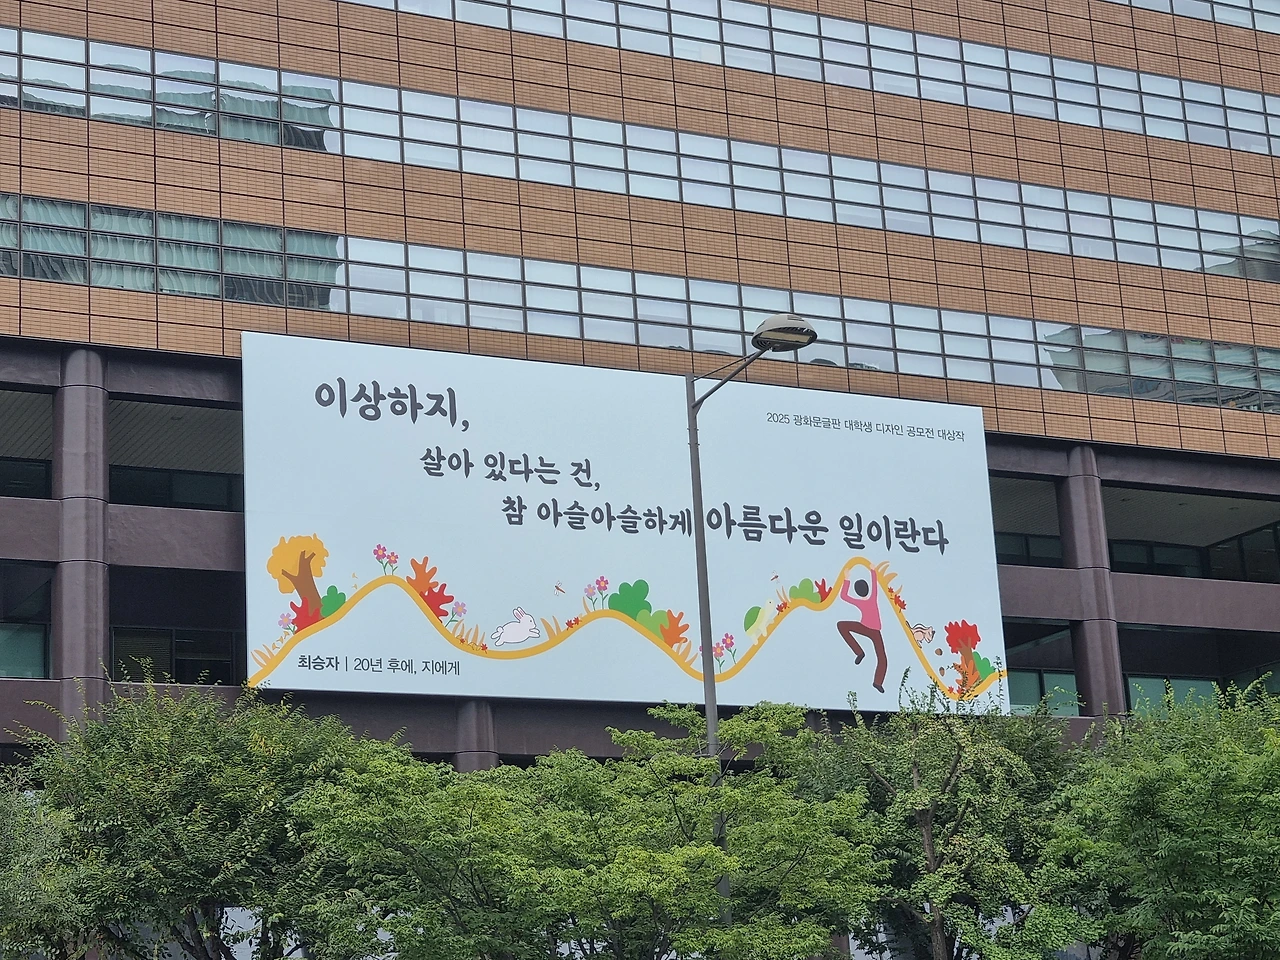 이상하지,
2025 광화문글판 대학생 디자인 공모전 대상작
살아 있다는 건,
참 아슬아슬하게 아름다운 일이란다
최승자 | 20년 후에, 지에게